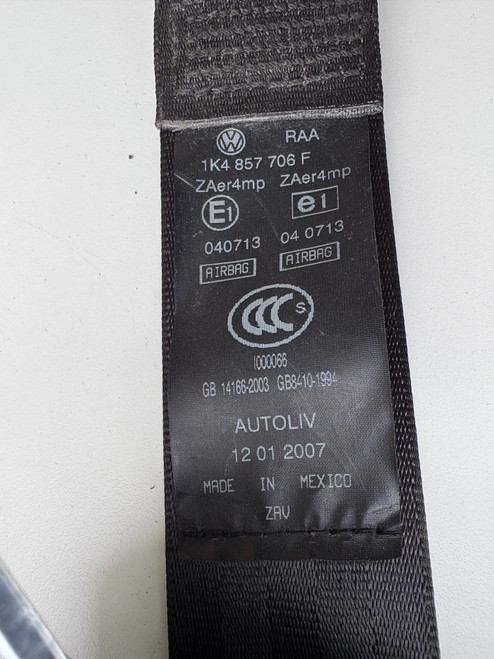 VW RAA
1K4 857 706 F
ZAer4mp ZAer4mp
E1 e1
040713 04 0713
AIRBAG AIRBAG
CCC S
I000066
GB 14166-2003 GB8410-1994
AUTOLIV
12 01 2007
MADE IN MEXICO
ZAV